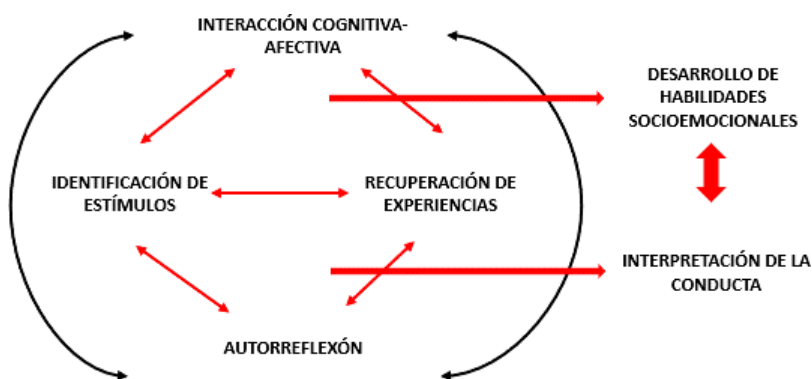 INTERACCIÓN COGNITIVA-
AFECTIVA
DESARROLLO DE
HABILIDADES
SOCIOEMOCIONALES
IDENTIFICACIÓN DE
ESTÍMULOS
RECUPERACIÓN DE
EXPERIENCIAS
INTERPRETACIÓN DE LA
CONDUCTA
AUTORREFLEXÓN